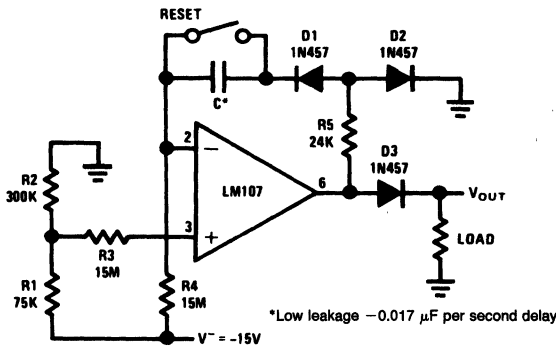 RESET
D1
1N457
D2
1N457
C*
R5
24K
D3
1N457
2
−
LM107
6
VOUT
R2
300K
3
+
R3
15M
LOAD
R1
75K
R4
15M
*Low leakage −0.017 µF per second delay
V− = −15V